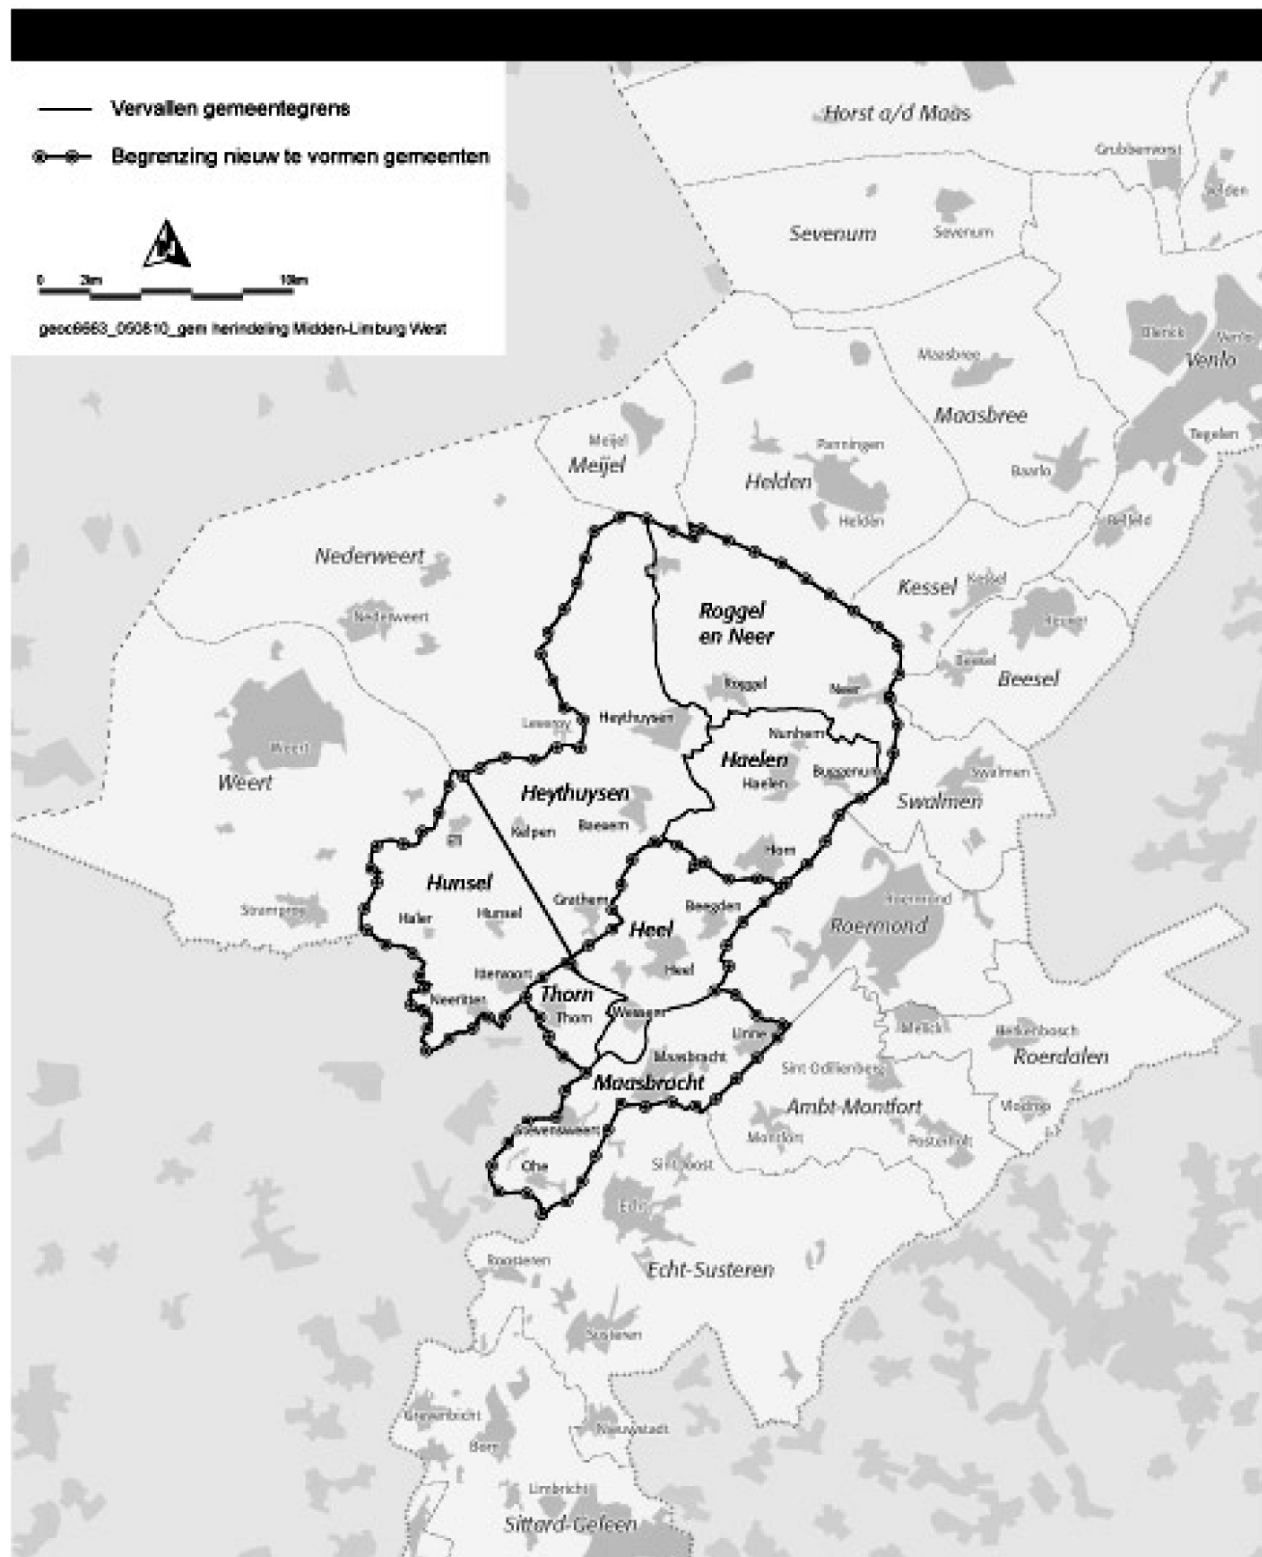 Vervallen gemeentegrens
Begrenzing nieuw te vormen gemeenten
N
0 2km 10km
geoc6663_050810_gem herindeling Midden-Limburg West
Horst a/d Maas
Grubbenvorst
Velden
Sevenum
Sevenum
Blerick
Venlo
Venlo
Maasbree
Maasbree
Tegelen
Meijel
Meijel
Panningen
Baarlo
Helden
Helden
Belfeld
Nederweert
Nederweert
Kessel
Kessel
Roggel
en Neer
Reuver
Beesel
Beesel
Roggel
Neer
Leveroy
Heythuysen
Nunhem
Weert
Weert
Haelen
Haelen
Buggenum
Swalmen
Swalmen
Heythuysen
Kelpen
Baexem
Ell
Horn
Hunsel
Hunsel
Haler
Stramproy
Grathem
Beegden
Heel
Heel
Roermond
Roermond
Ittervoort
Neeritter
Thorn
Thorn
Wessem
Linne
Melick
Herkenbosch
Roerdalen
Maasbracht
Maasbracht
Sint Odiliënberg
Ambt-Montfort
Vlodrop
Stevensweert
Montfort
Posterholt
Ohe
Sint Joost
Echt
Roosteren
Echt-Susteren
Susteren
Grevenbicht
Born
Nieuwstadt
Limbricht
Sittard-Geleen